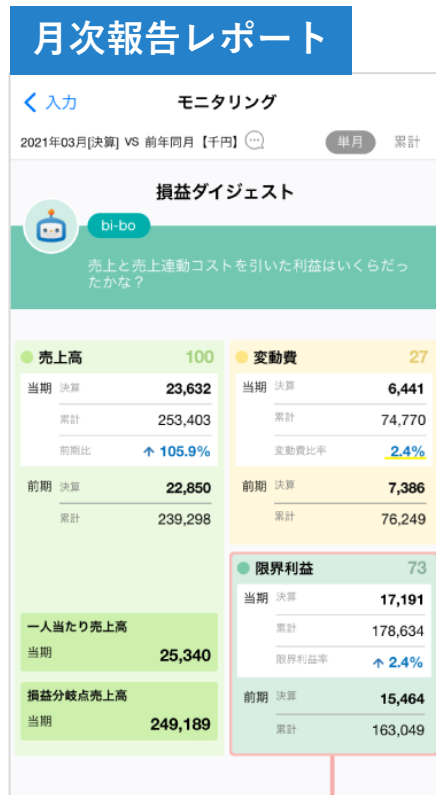 月次報告レポート
入力 モニタリング
2021年03月[決算] VS 前年同月【千円】 単月 累計
損益ダイジェスト
bi-bo
売上と売上連動コストを引いた利益はいくらだっ
たかな？
売上高 100
当期 決算 23,632
累計 253,403
前期比 ↑ 105.9%
前期 決算 22,850
累計 239,298
一人当たり売上高
当期 25,340
損益分岐点売上高
当期 249,189
変動費 27
当期 決算 6,441
累計 74,770
変動費比率 2.4%
前期 決算 7,386
累計 76,249
限界利益 73
当期 決算 17,191
累計 178,634
限界利益率 ↑ 2.4%
前期 決算 15,464
累計 163,049